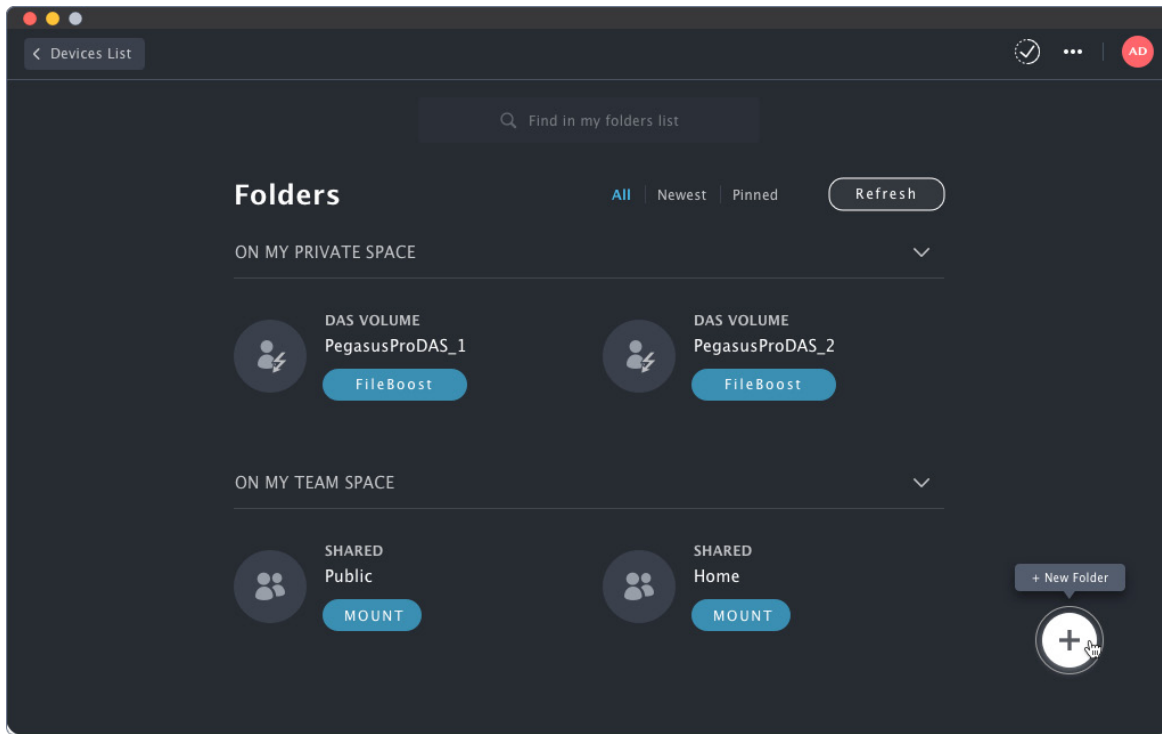 Devices List
AD
Find in my folders list
Folders
All
Newest
Pinned
Refresh
ON MY PRIVATE SPACE
DAS VOLUME
PegasusProDAS_1
FileBoost
DAS VOLUME
PegasusProDAS_2
FileBoost
ON MY TEAM SPACE
SHARED
Public
MOUNT
SHARED
Home
MOUNT
+ New Folder